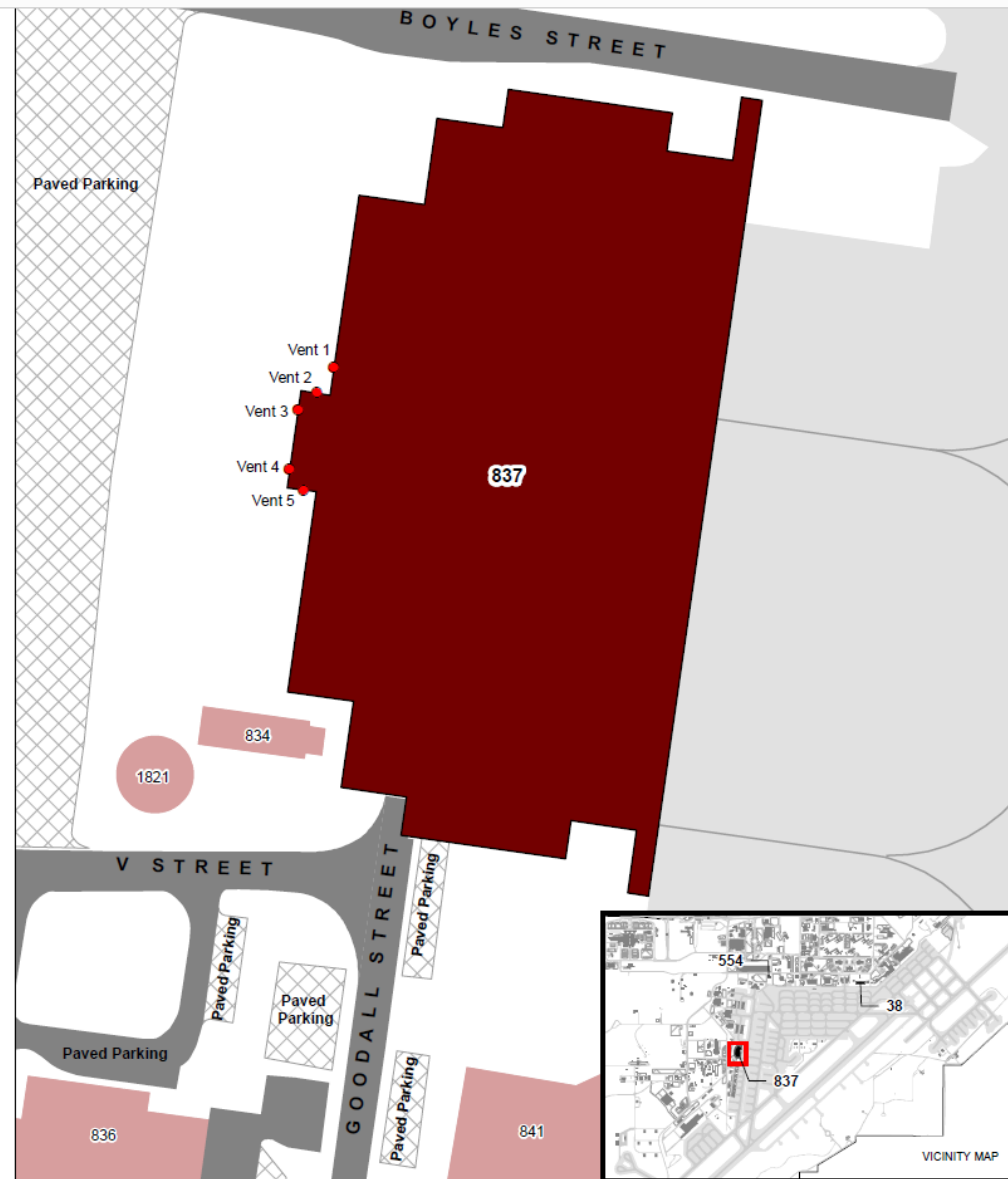 BOYLES STREET
Paved Parking
Vent 1
Vent 2
Vent 3
Vent 4
Vent 5
837
834
1821
V STREET
GOODALL STREET
Paved Parking
Paved Parking
Paved
Parking
Paved Parking
Paved Parking
836
841
554
38
837
VICINITY MAP